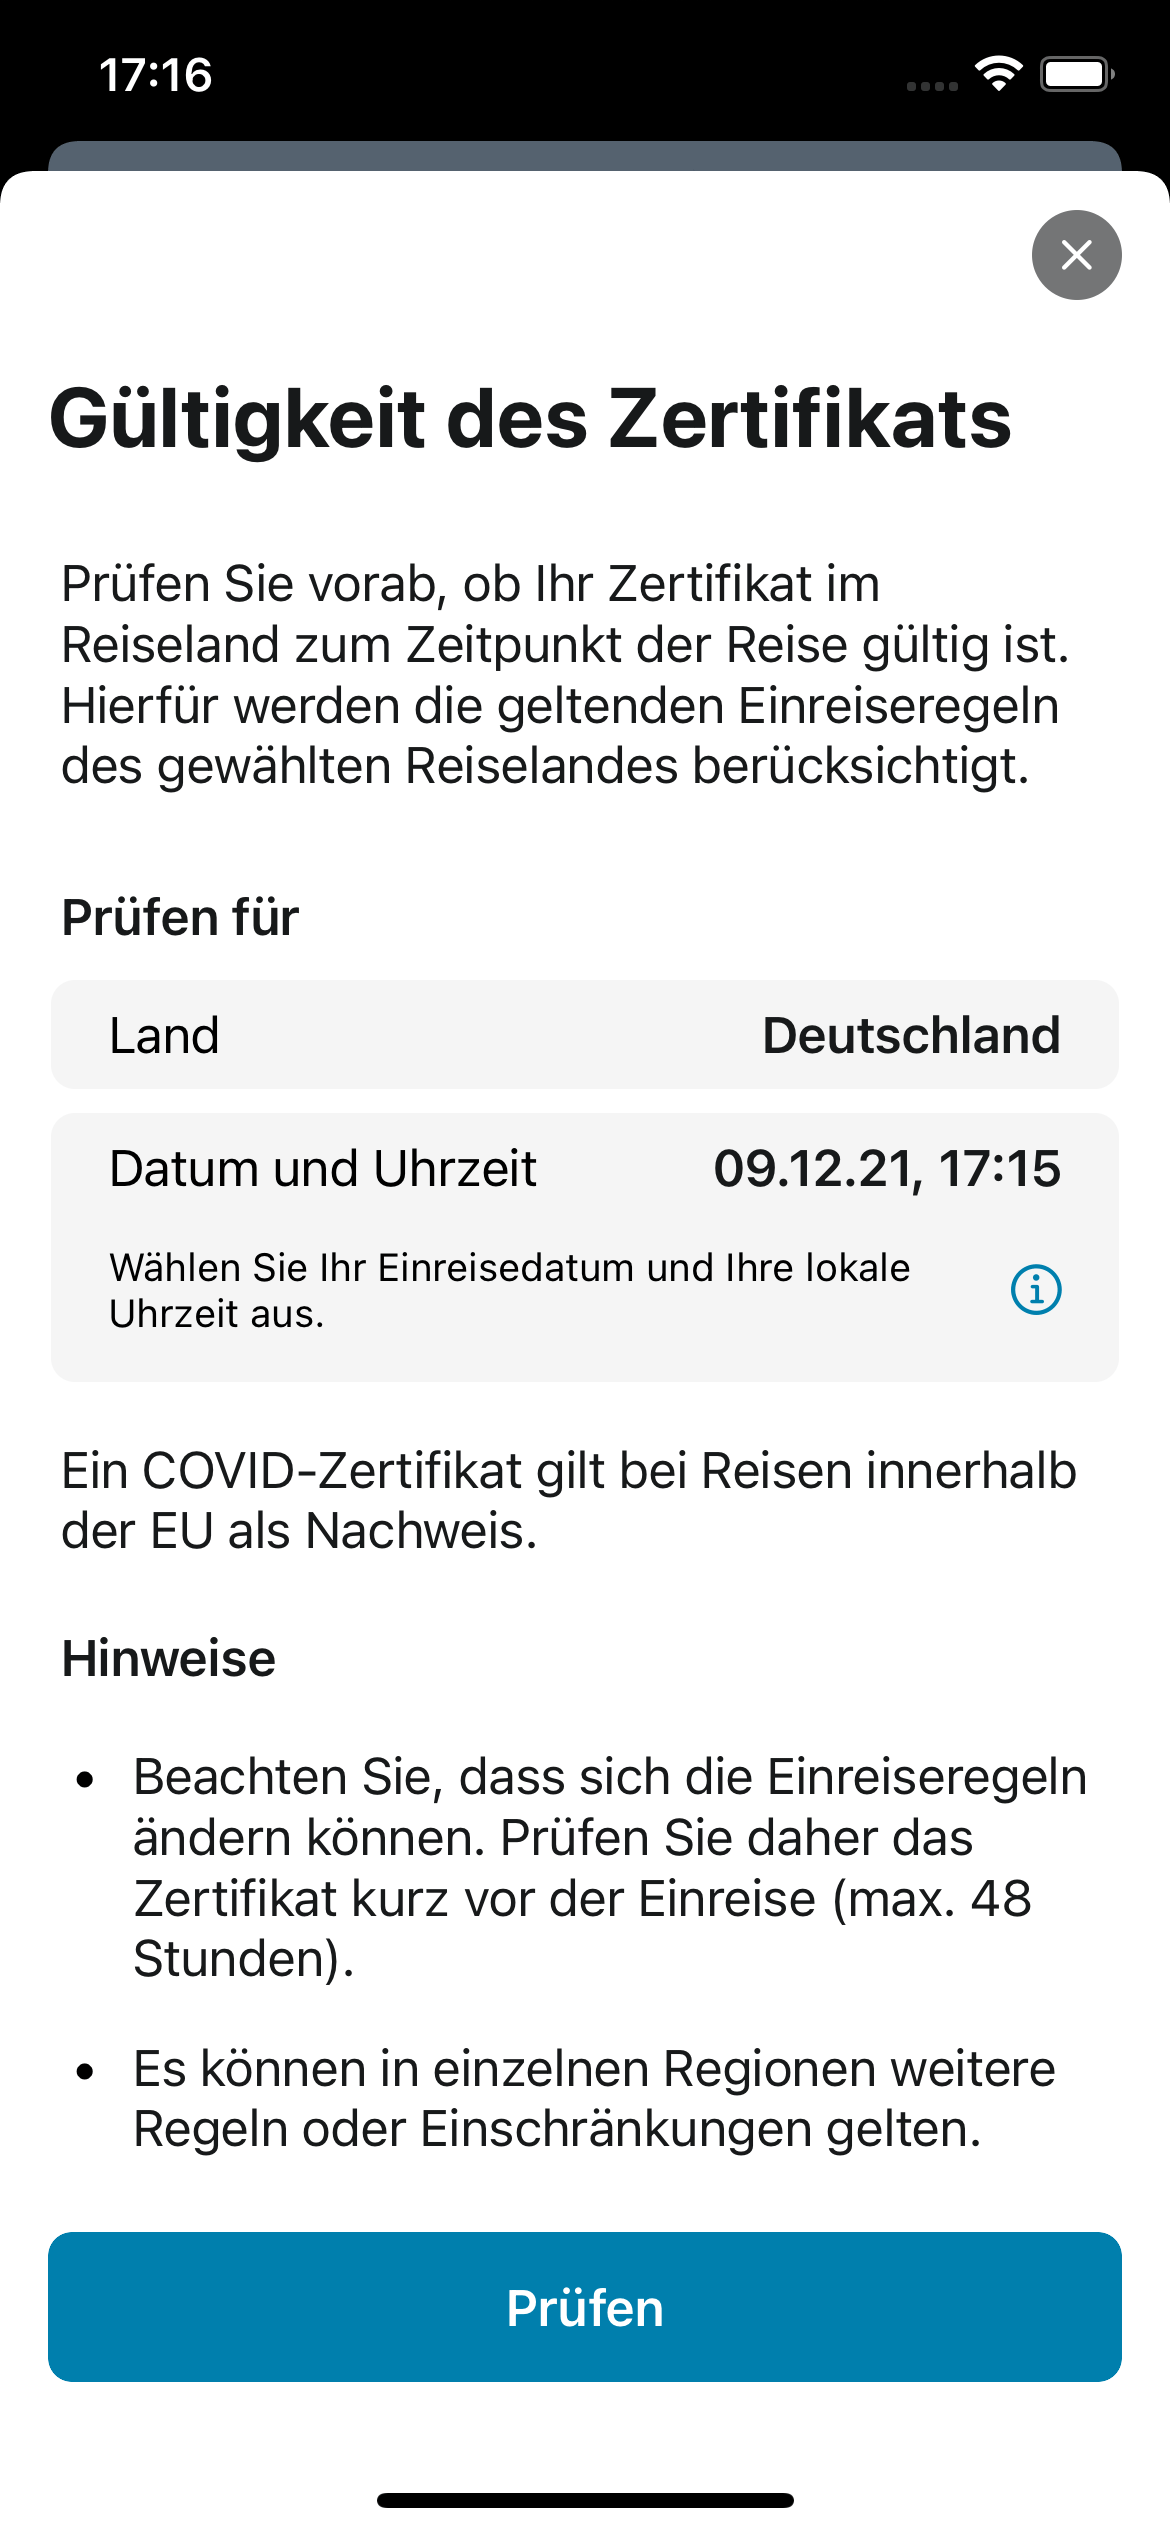 17:16
Gültigkeit des Zertifikats
Prüfen Sie vorab, ob Ihr Zertifikat im
Reiseland zum Zeitpunkt der Reise gültig ist.
Hierfür werden die geltenden Einreiseregeln
des gewählten Reiselandes berücksichtigt.
Prüfen für
Land Deutschland
Datum und Uhrzeit 09.12.21, 17:15
Wählen Sie Ihr Einreisedatum und Ihre lokale
Uhrzeit aus.
Ein COVID-Zertifikat gilt bei Reisen innerhalb
der EU als Nachweis.
Hinweise
• Beachten Sie, dass sich die Einreiseregeln
ändern können. Prüfen Sie daher das
Zertifikat kurz vor der Einreise (max. 48
Stunden).
• Es können in einzelnen Regionen weitere
Regeln oder Einschränkungen gelten.
Prüfen